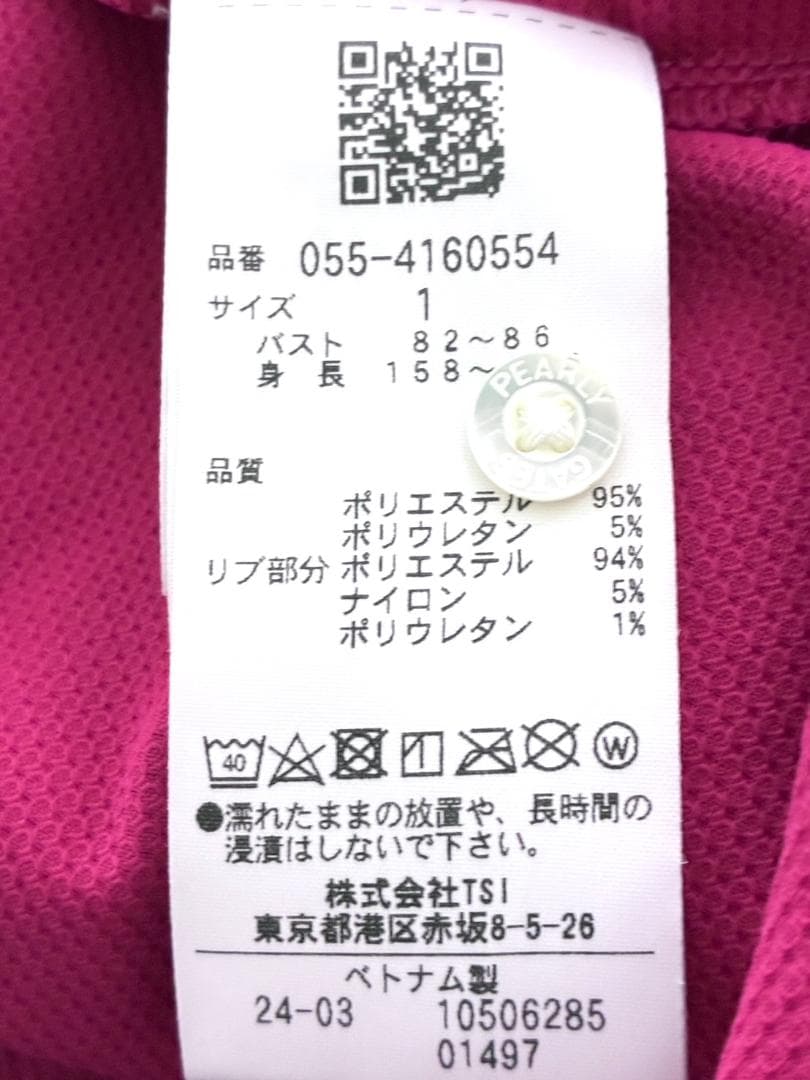 品番 055-4160554
サイズ 1
バスト 82～86
身長 158～
PEARLY
GATES
品質
ポリエステル 95%
ポリウレタン 5%
リブ部分 ポリエステル 94%
ナイロン 5%
ポリウレタン 1%
40
W
●濡れたままの放置や、長時間の
浸漬はしないで下さい。
株式会社TSI
東京都港区赤坂8-5-26
ベトナム製
24-03 10506285
01497